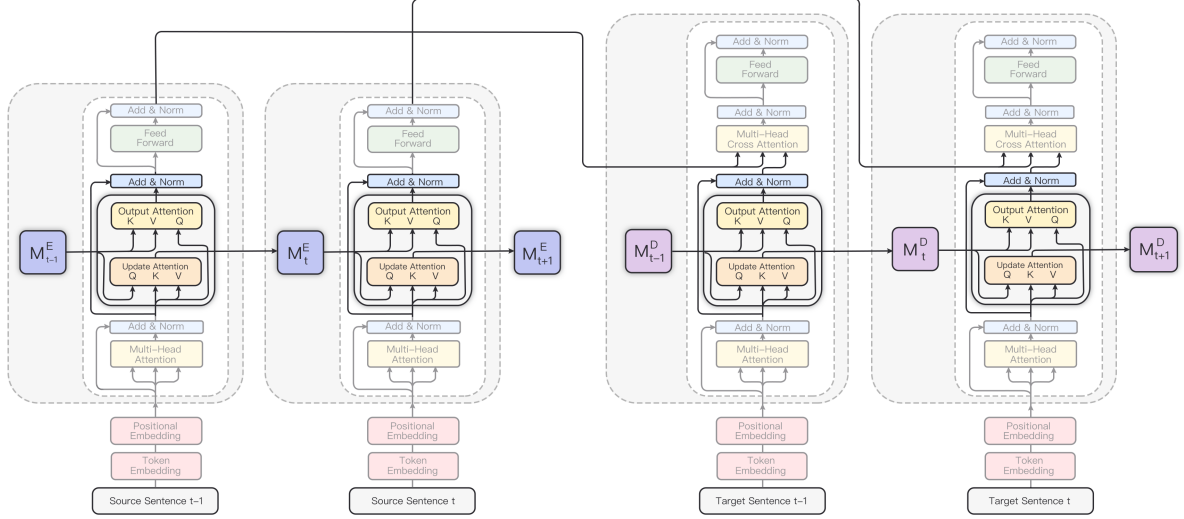 Add & Norm
Feed
Forward
Add & Norm
Output Attention
K V Q
M^E_{t-1}
Update Attention
Q K V
Add & Norm
Multi-Head
Attention
Positional
Embedding
Token
Embedding
Source Sentence t-1
Add & Norm
Feed
Forward
Add & Norm
Output Attention
K V Q
M^E_t
Update Attention
Q K V
Add & Norm
Multi-Head
Attention
Positional
Embedding
Token
Embedding
Source Sentence t
M^E_{t+1}
Add & Norm
Feed
Forward
Add & Norm
Multi-Head
Cross Attention
Add & Norm
Output Attention
K V Q
M^D_{t-1}
Update Attention
Q K V
Add & Norm
Multi-Head
Attention
Positional
Embedding
Token
Embedding
Target Sentence t-1
Add & Norm
Feed
Forward
Add & Norm
Multi-Head
Cross Attention
Add & Norm
Output Attention
K V Q
M^D_t
Update Attention
Q K V
Add & Norm
Multi-Head
Attention
Positional
Embedding
Token
Embedding
Target Sentence t
M^D_{t+1}